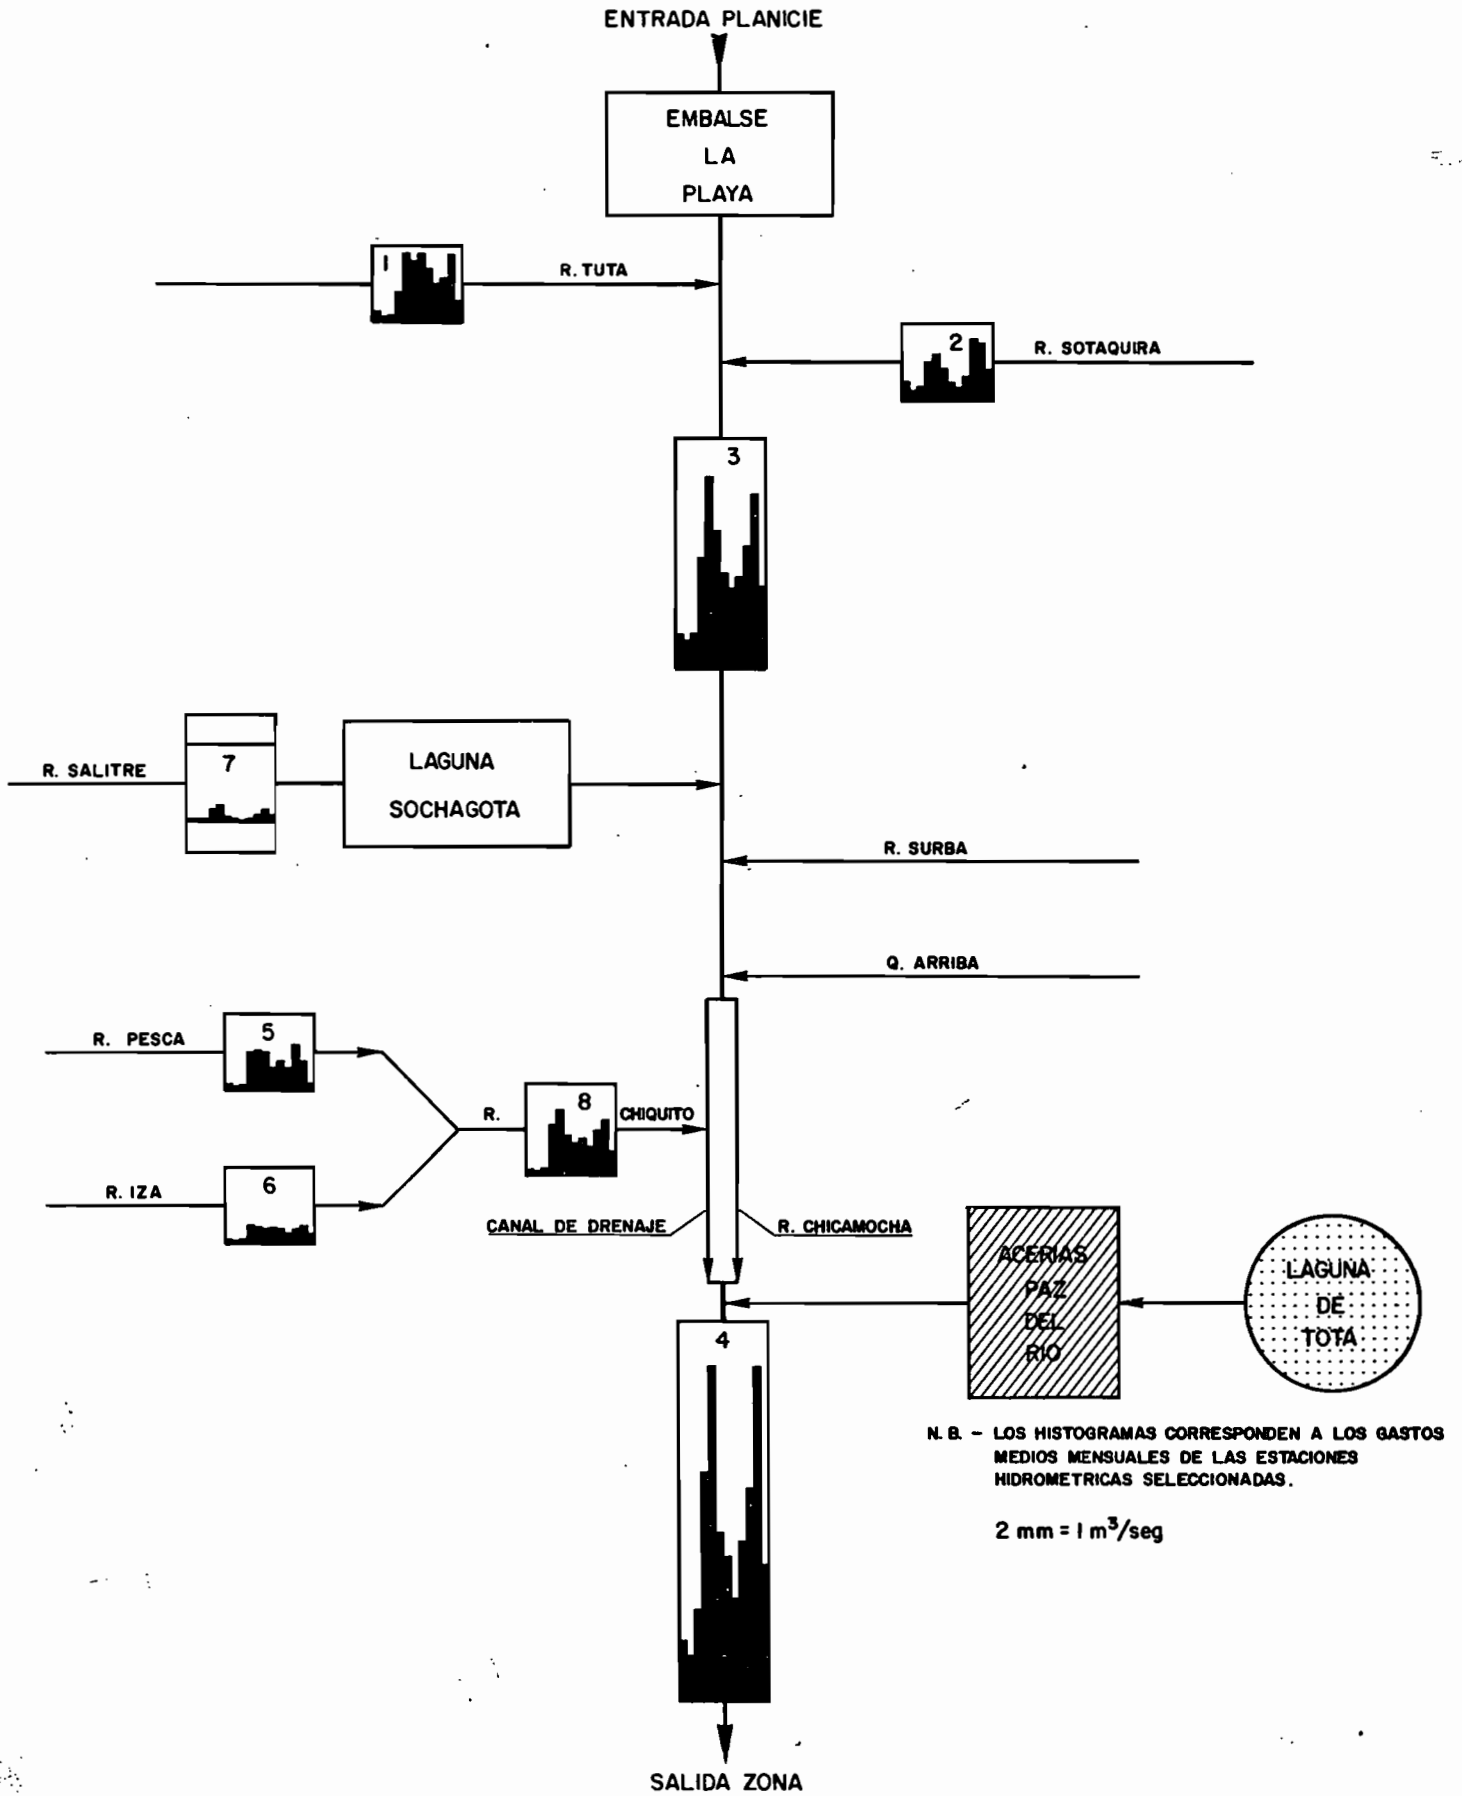 ENTRADA PLANICIE
EMBALSE
LA
PLAYA
1
R. TUTA
2
R. SOTAQUIRA
3
R. SALITRE
7
LAGUNA
SOCHAGOTA
R. SURBA
Q. ARRIBA
R. PESCA
5
R.
8
CHIQUITO
R. IZA
6
CANAL DE DRENAJE
R. CHICAMOCHA
ACERIAS
PAZ
DEL
RIO
LAGUNA
DE
TOTA
4
N. B. - LOS HISTOGRAMAS CORRESPONDEN A LOS GASTOS
MEDIOS MENSUALES DE LAS ESTACIONES
HIDROMETRICAS SELECCIONADAS.
2 mm = 1 m³/seg
SALIDA ZONA